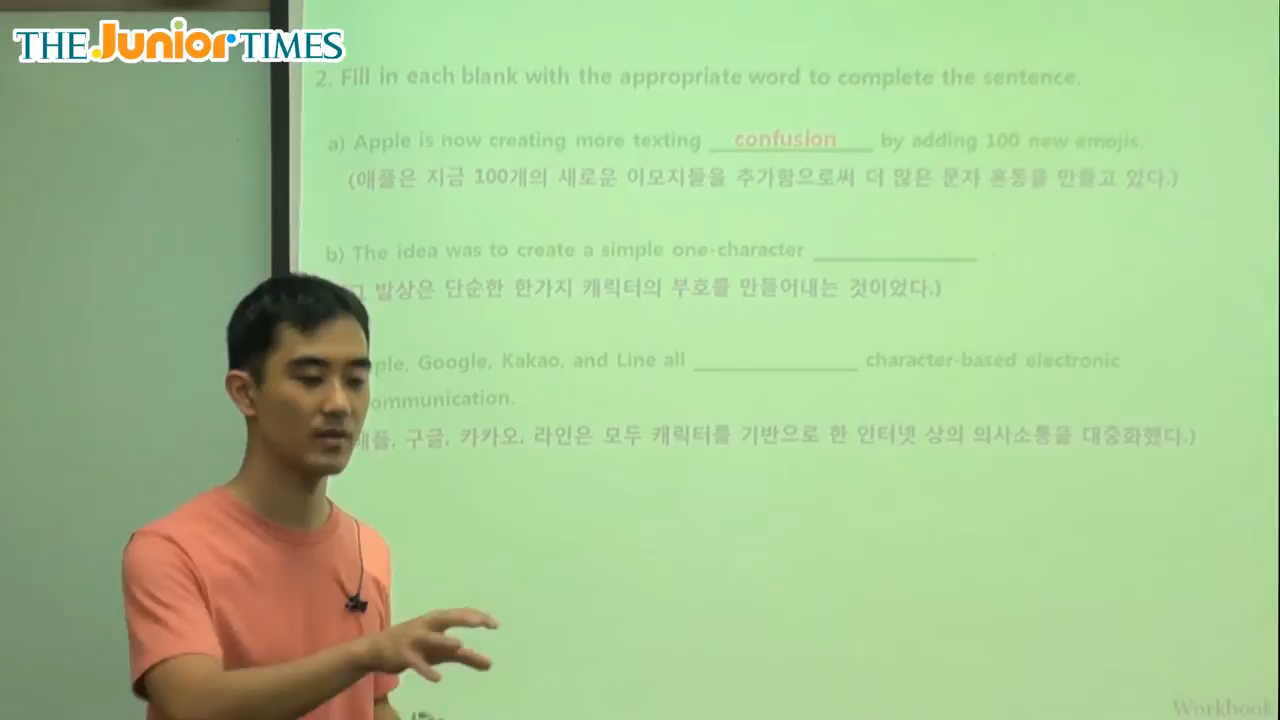 THE Junior TIMES
2. Fill in each blank with the appropriate word to complete the sentence.
a) Apple is now creating more texting confusion by adding 100 new emojis.
(애플은 지금 100개의 새로운 이모지들을 추가함으로써 더 많은 문자 혼동을 만들고 있다.)
b) The idea was to create a simple one-character .
발상은 단순한 한가지 캐릭터의 부호를 만들어내는 것이었다.)
ple, Google, Kakao, and Line all character-based electronic
ommunication.
애플, 구글, 카카오, 라인은 모두 캐릭터를 기반으로 한 인터넷 상의 의사소통을 대중화했다.)
Workbook